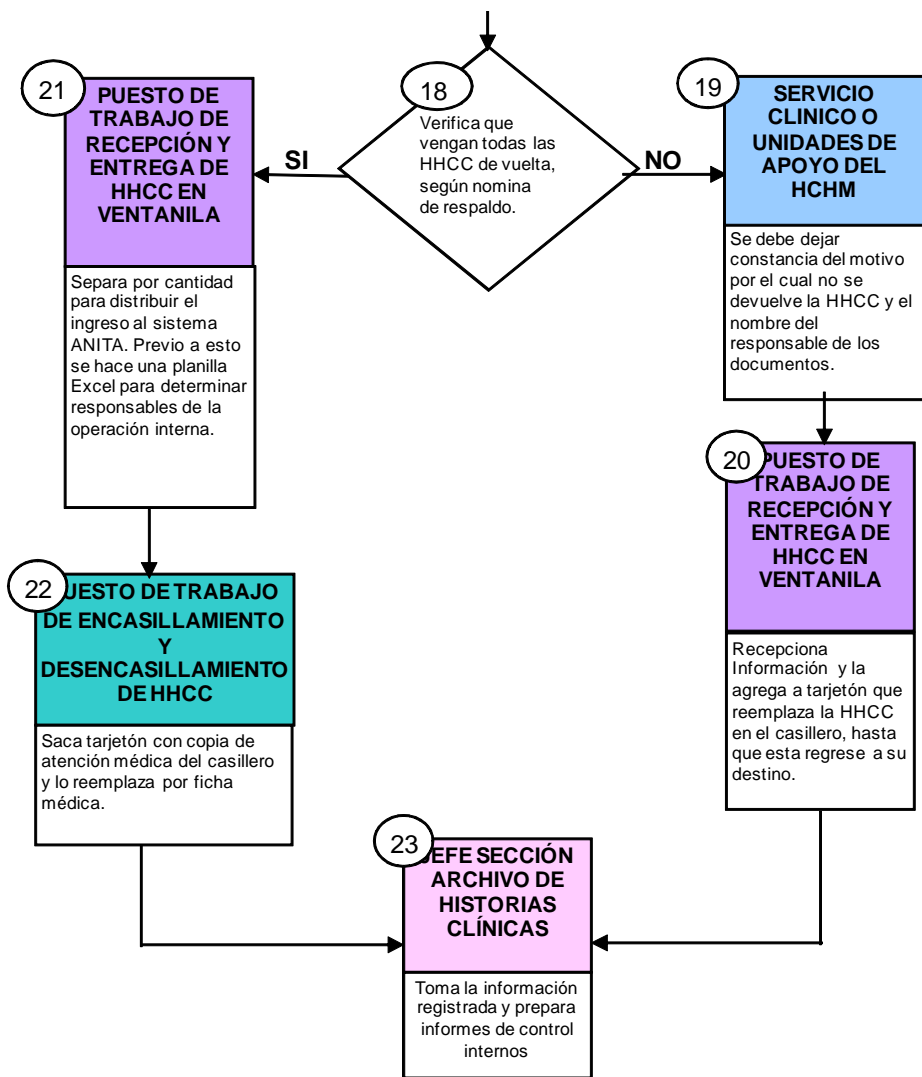 18
Verifica que
vengan todas las
HHCC de vuelta,
según nomina
de respaldo.
SI
NO
21
PUESTO DE
TRABAJO DE
RECEPCIÓN Y
ENTREGA DE
HHCC EN
VENTANILA
Separa por cantidad
para distribuir el
ingreso al sistema
ANITA. Previo a esto
se hace una planilla
Excel para determinar
responsables de la
operación interna.
19
SERVICIO
CLINICO O
UNIDADES DE
APOYO DEL
HCHM
Se debe dejar
constancia del motivo
por el cual no se
devuelve la HHCC y el
nombre del
responsable de los
documentos.
20
PUESTO DE
TRABAJO DE
RECEPCIÓN Y
ENTREGA DE
HHCC EN
VENTANILA
Recepciona
Información y la
agrega a tarjetón que
reemplaza la HHCC
en el casillero, hasta
que esta regrese a su
destino.
22
UESTO DE TRABAJO
DE ENCASILLAMIENTO
Y
DESENCASILLAMIENTO
DE HHCC
Saca tarjetón con copia de
atención médica del casillero
y lo reemplaza por ficha
médica.
23
JEFE SECCIÓN
ARCHIVO DE
HISTORIAS
CLÍNICAS
Toma la información
registrada y prepara
informes de control
internos